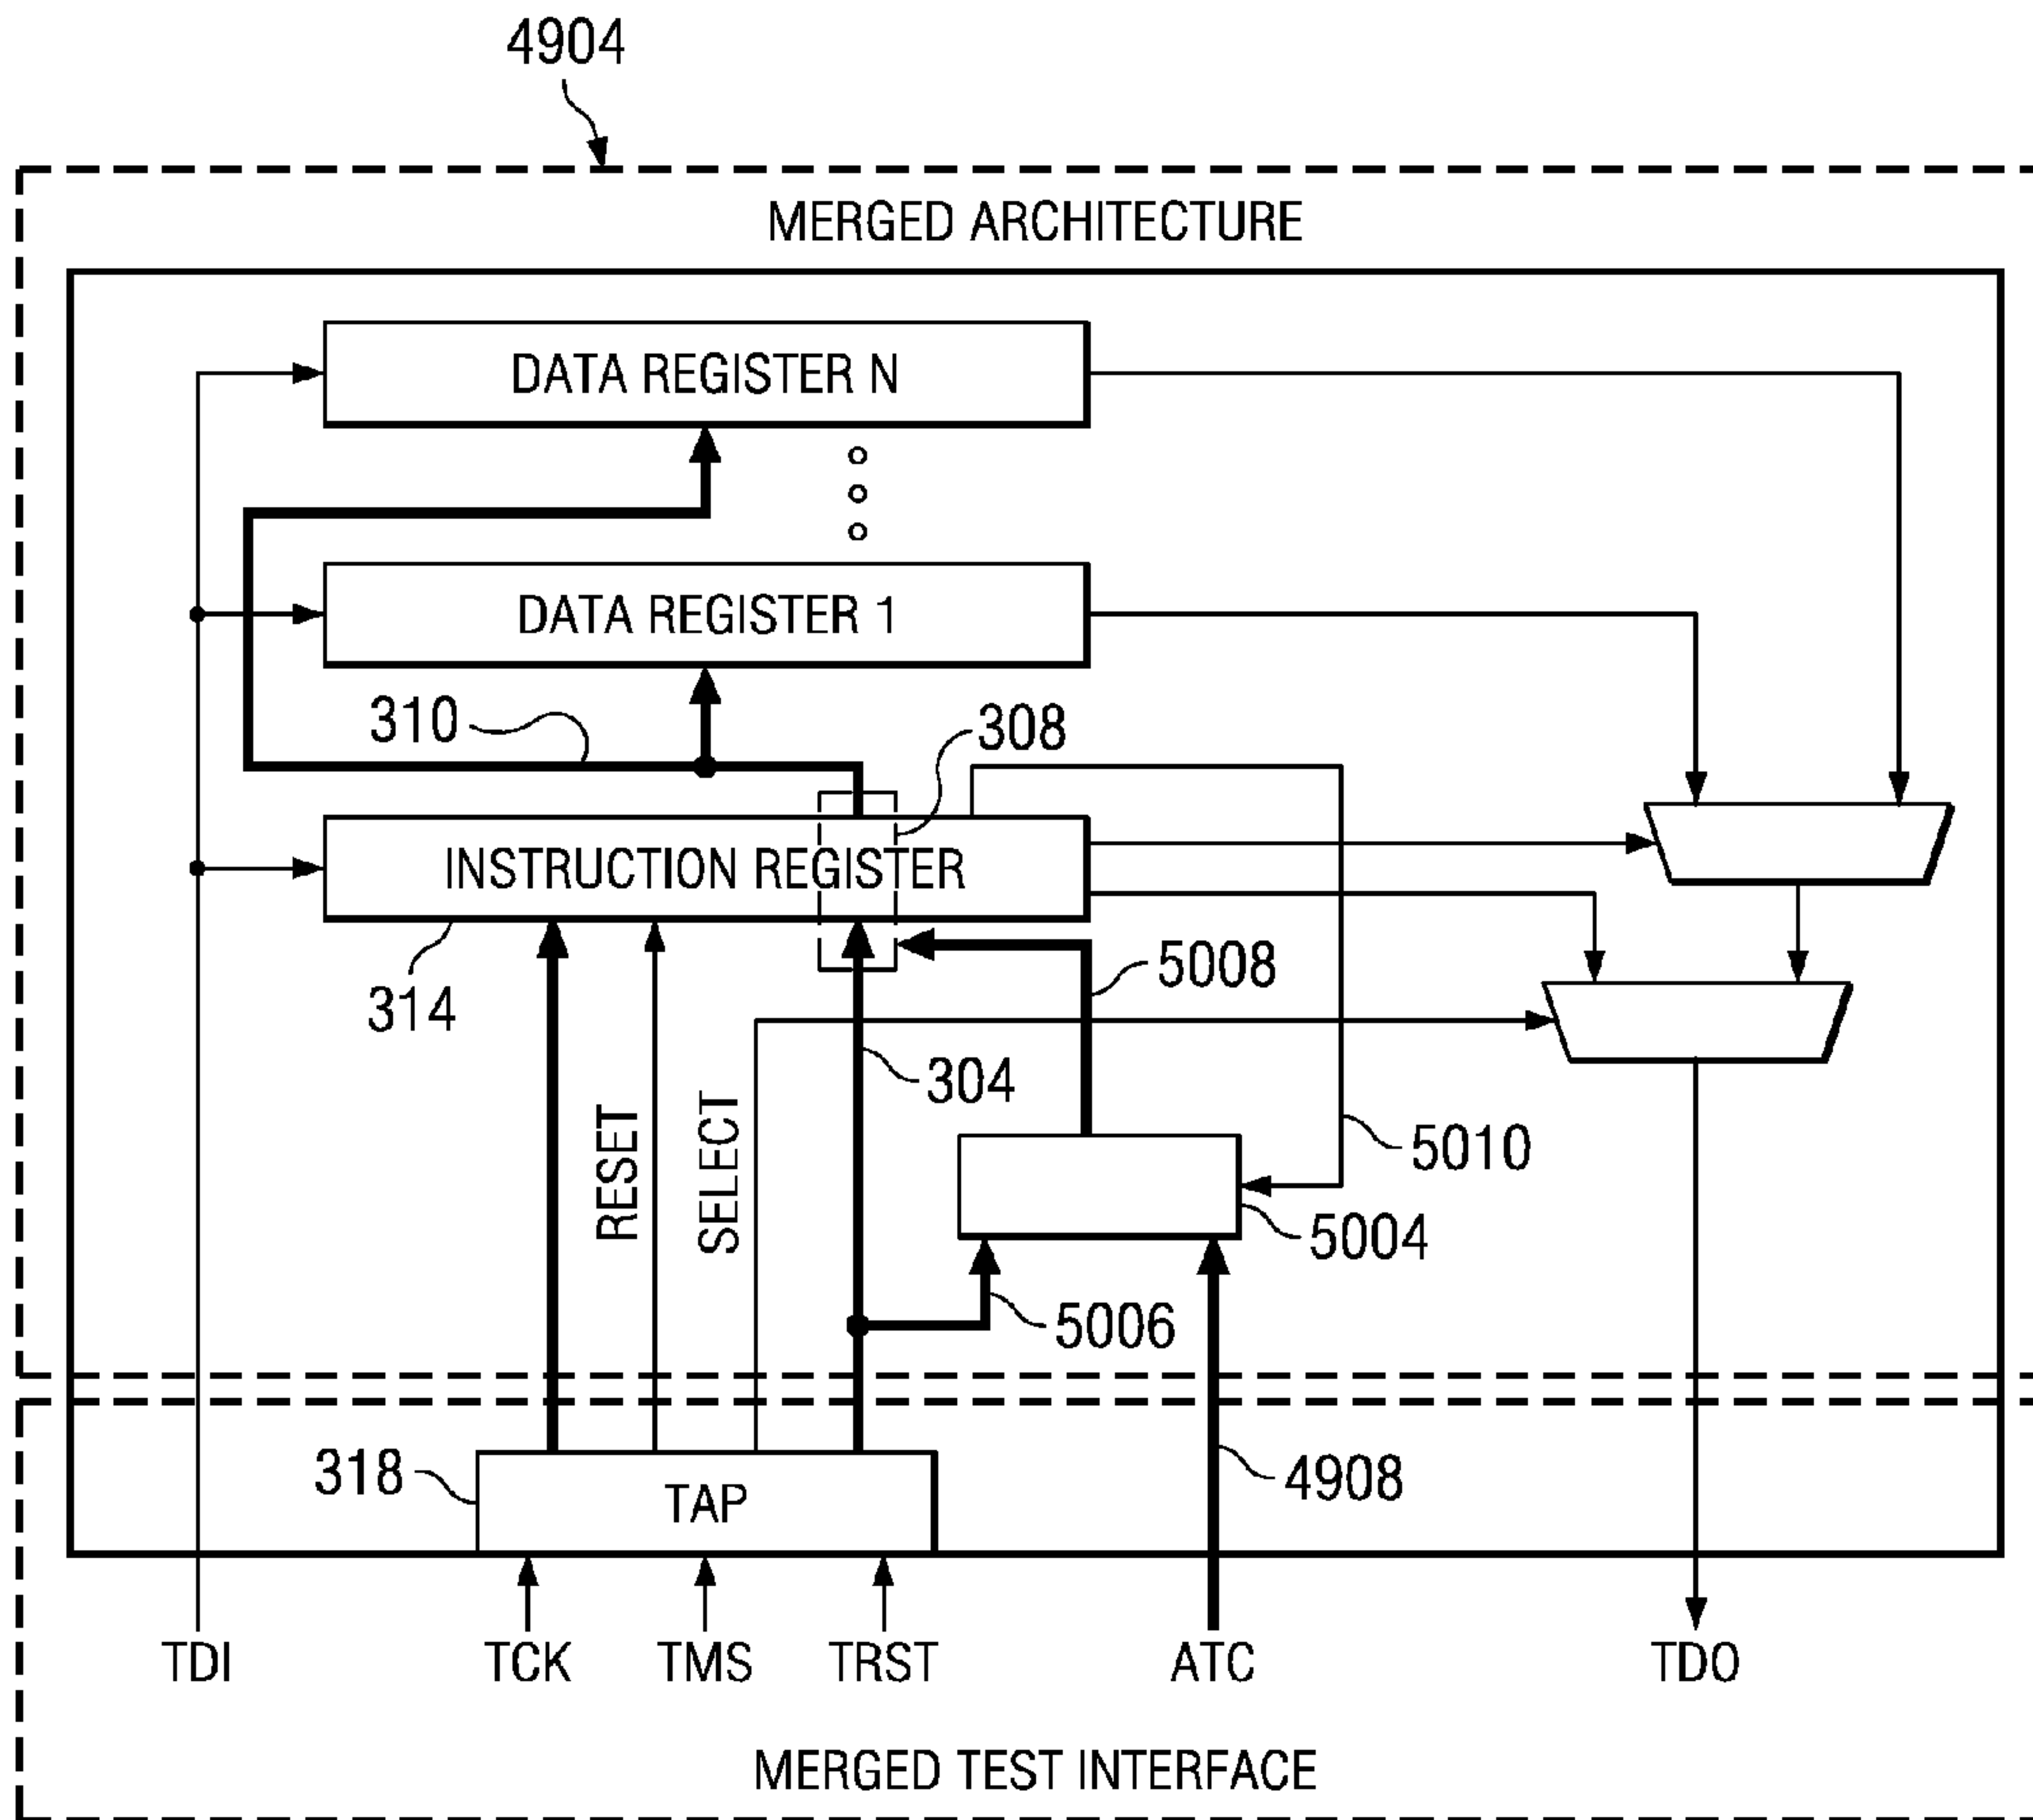 4904
MERGED ARCHITECTURE
DATA REGISTER N
DATA REGISTER 1
310
308
INSTRUCTION REGISTER
314
5008
304
RESET
SELECT
5010
5004
5006
318
TAP
4908
TDI
TCK
TMS
TRST
ATC
TDO
MERGED TEST INTERFACE